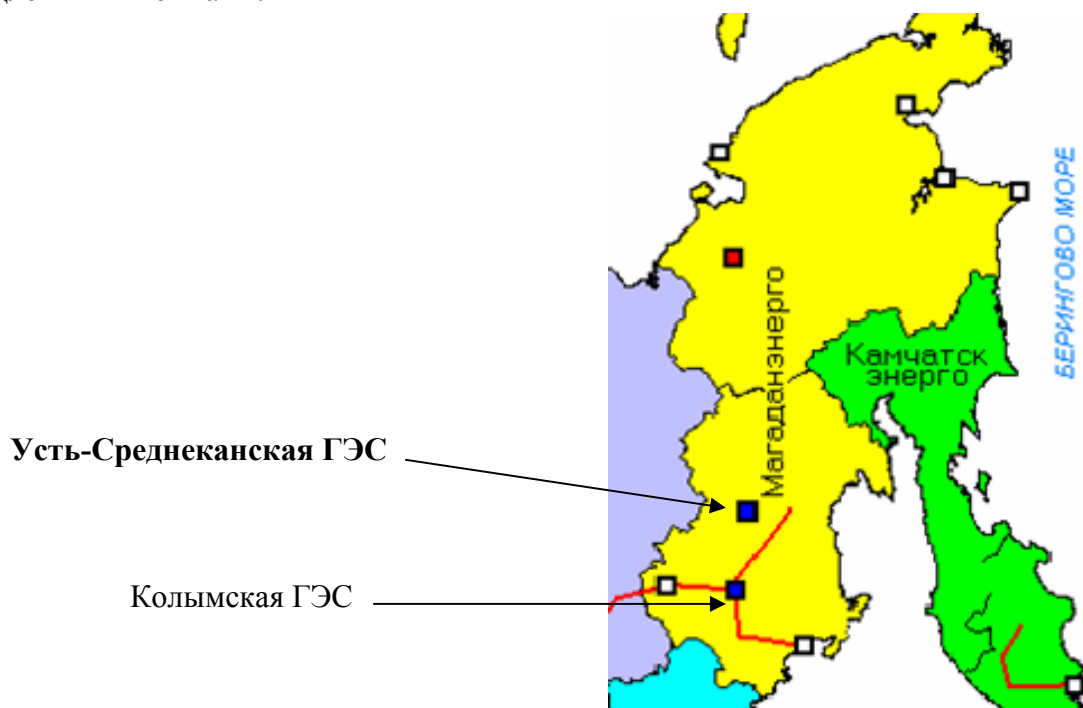 БЕРИНГОВО МОРЕ
Магаданэнерго
Камчатск
энерго
Усть-Среднеканская ГЭС
Колымская ГЭС